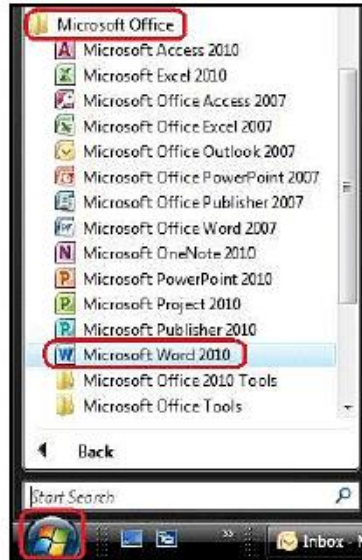 Microsoft Office
Microsoft Access 2010
Microsoft Excel 2010
Microsoft Office Access 2007
Microsoft Office Excel 2007
Microsoft Office Outlook 2007
Microsoft Office PowerPoint 2007
Microsoft Office Publisher 2007
Microsoft Office Word 2007
Microsoft OneNote 2010
Microsoft PowerPoint 2010
Microsoft Project 2010
Microsoft Publisher 2010
Microsoft Word 2010
Microsoft Office 2010 Tools
Microsoft Office Tools
Back
Start Search
Inbox -